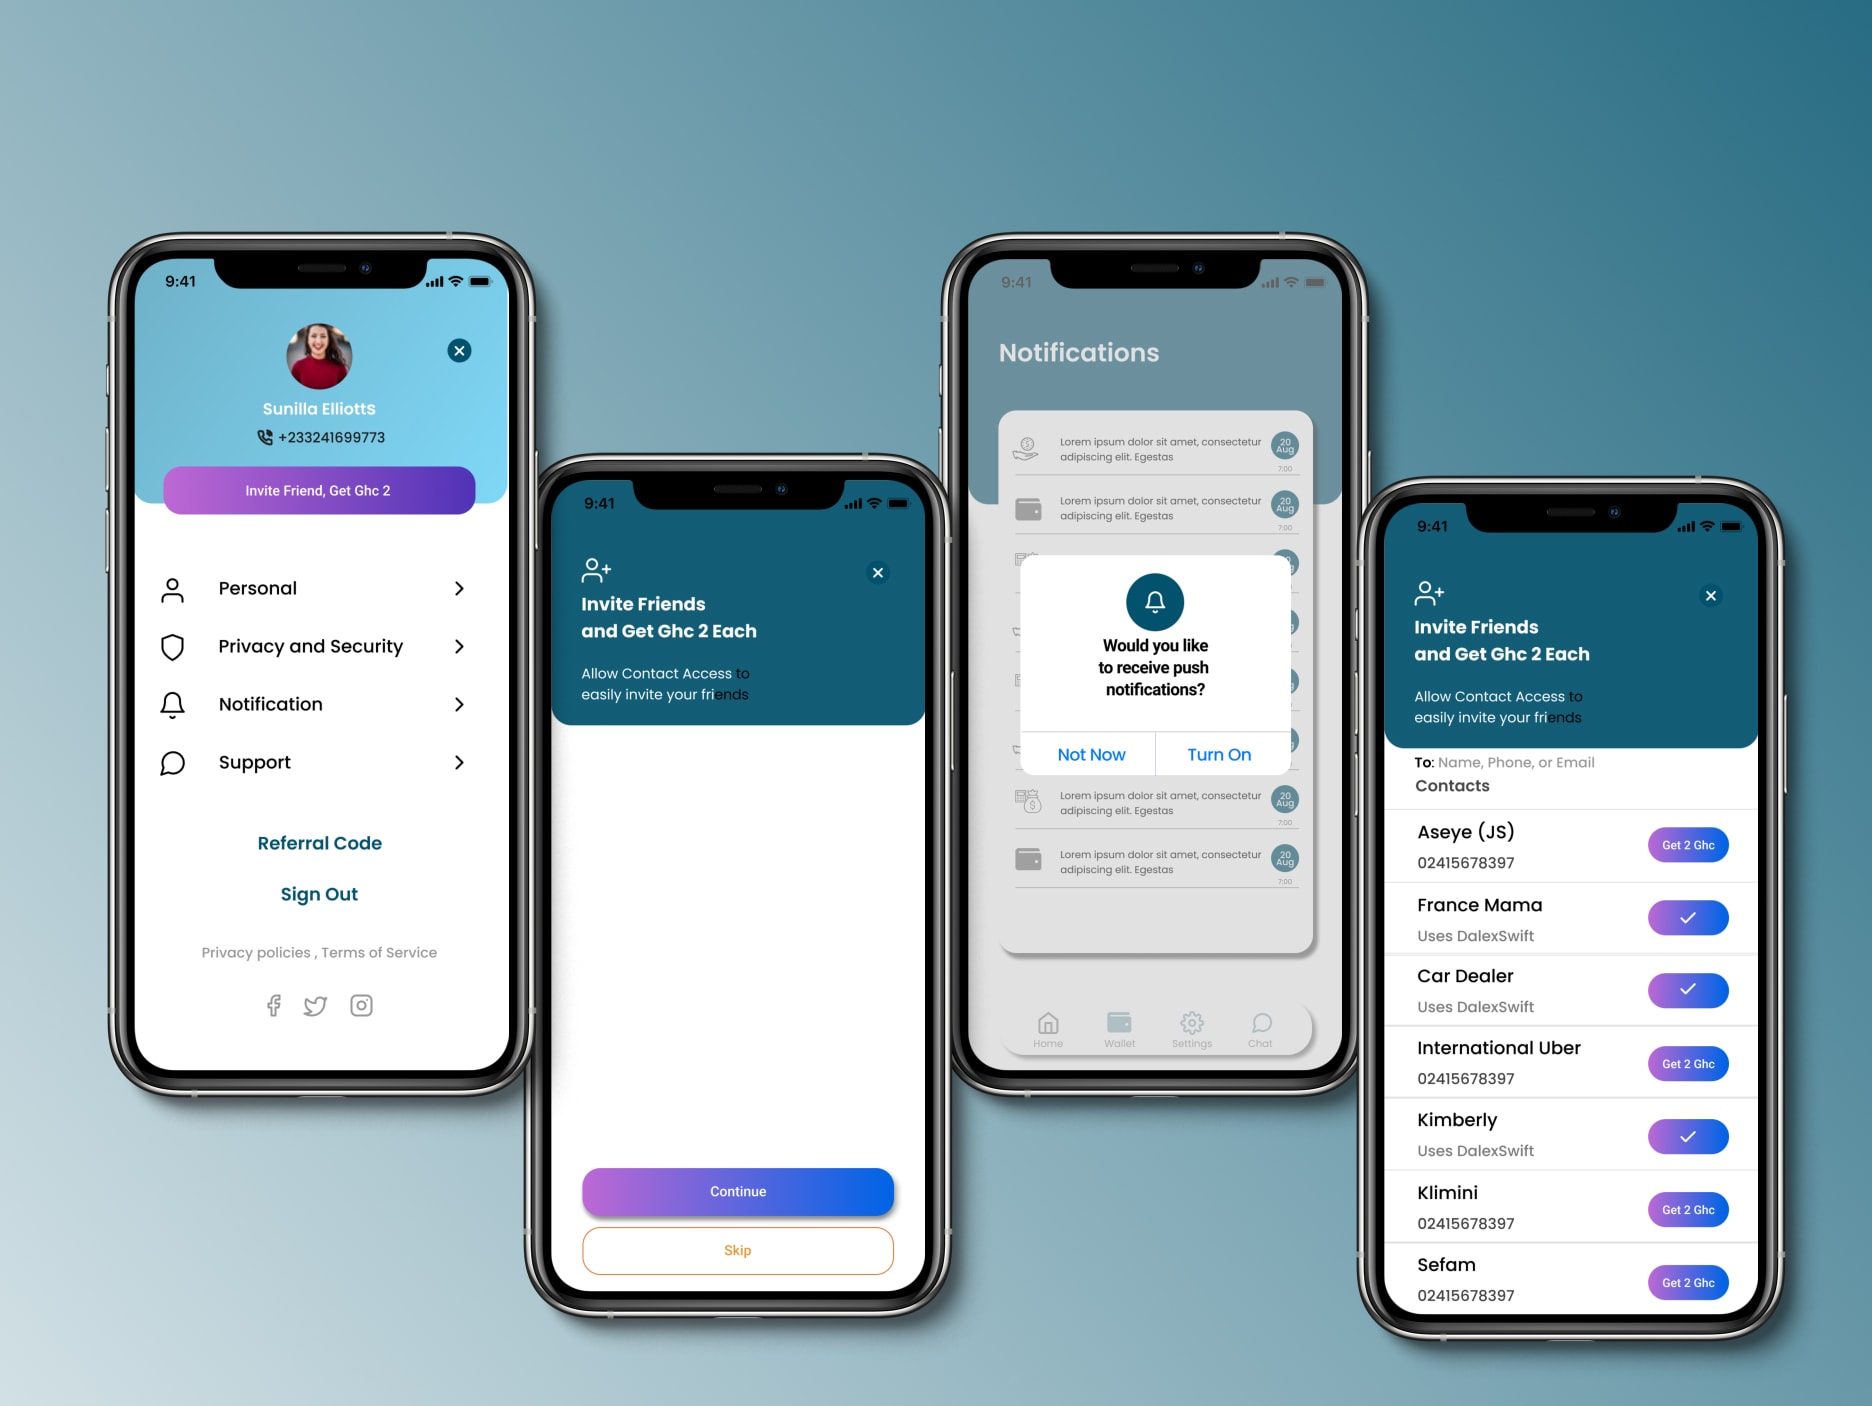 9:41
Sunilla Elliotts
+233241699773
Invite Friend, Get Ghc 2
Personal
Privacy and Security
Notification
Support
Referral Code
Sign Out
Privacy policies , Terms of Service
9:41
Invite Friends
and Get Ghc 2 Each
Allow Contact Access to
easily invite your friends
Continue
Skip
9:41
Notifications
Lorem ipsum dolor sit amet, consectetur
adipiscing elit. Egestas
20
Aug
7:00
Lorem ipsum dolor sit amet, consectetur
adipiscing elit. Egestas
20
Aug
7:00
Would you like
to receive push
notifications?
Not Now
Turn On
Lorem ipsum dolor sit amet, consectetur
adipiscing elit. Egestas
20
Aug
7:00
Lorem ipsum dolor sit amet, consectetur
adipiscing elit. Egestas
20
Aug
7:00
Home
Wallet
Settings
Chat
9:41
Invite Friends
and Get Ghc 2 Each
Allow Contact Access to
easily invite your friends
To: Name, Phone, or Email
Contacts
Aseye (JS)
02415678397
Get 2 Ghc
France Mama
Uses DalexSwift
Car Dealer
Uses DalexSwift
International Uber
02415678397
Get 2 Ghc
Kimberly
Uses DalexSwift
Klimini
02415678397
Get 2 Ghc
Sefam
02415678397
Get 2 Ghc